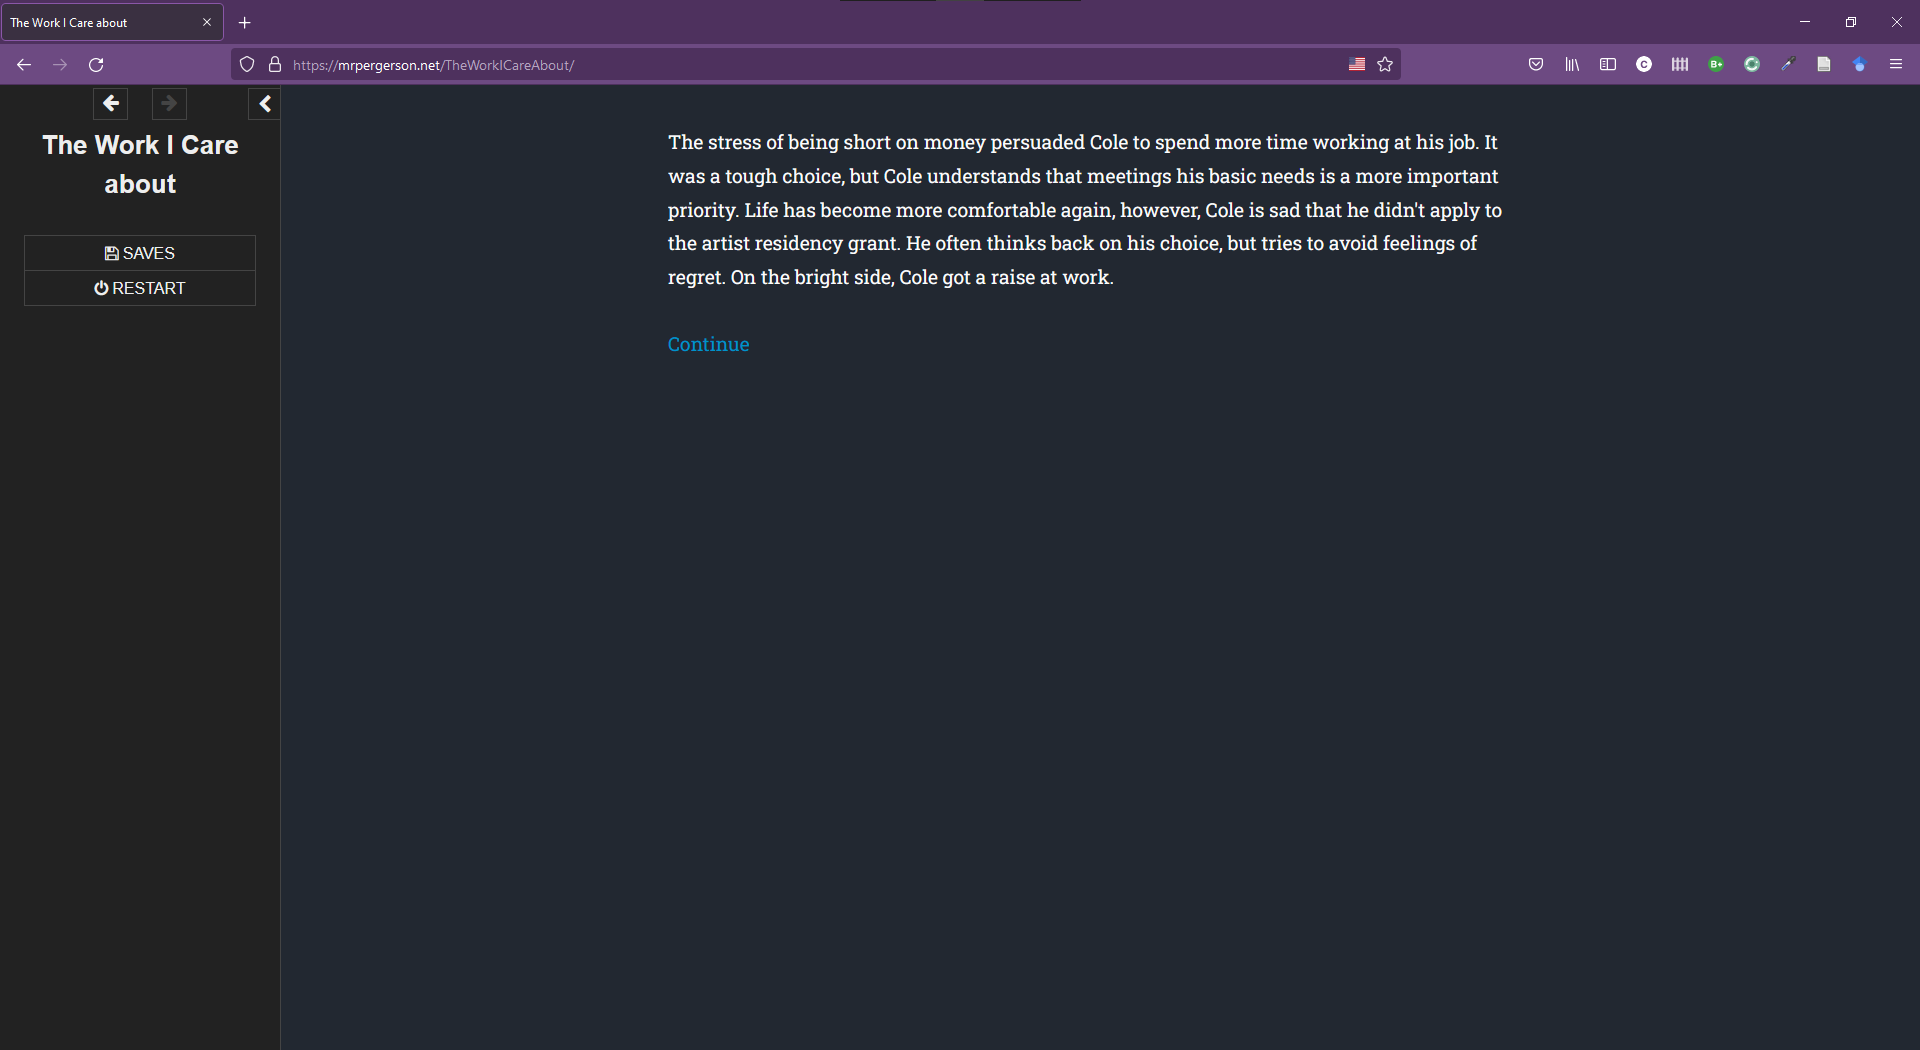 The Work I Care about
https://mrpergerson.net/TheWorkICareAbout/
C
B+
The Work I Care
about
SAVES
RESTART
The stress of being short on money persuaded Cole to spend more time working at his job. It
was a tough choice, but Cole understands that meetings his basic needs is a more important
priority. Life has become more comfortable again, however, Cole is sad that he didn't apply to
the artist residency grant. He often thinks back on his choice, but tries to avoid feelings of
regret. On the bright side, Cole got a raise at work.
Continue